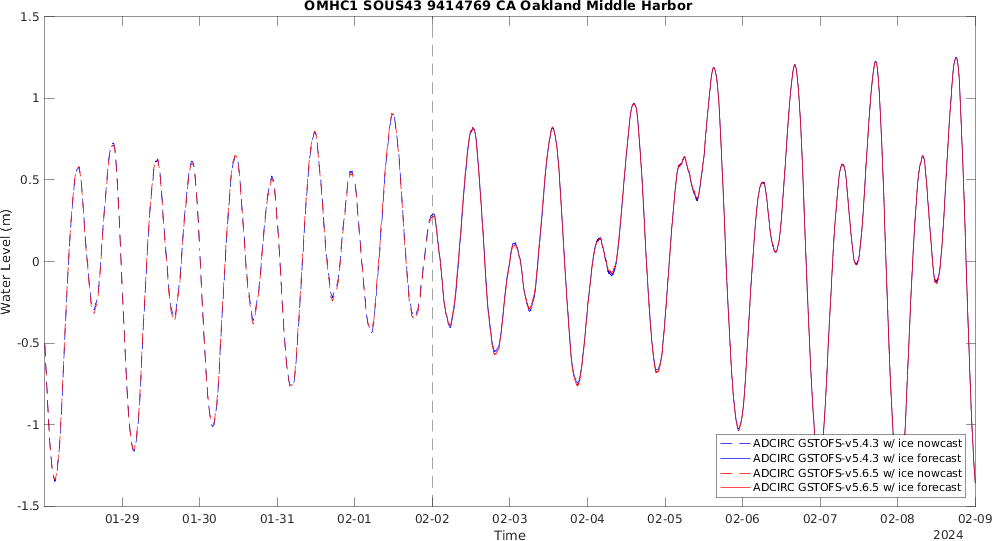 OMHC1 SOUS43 9414769 CA Oakland Middle Harbor
1.5
1
0.5
0
-0.5
-1
-1.5
Water Level (m)
ADCIRC GSTOFS-v5.4.3 w/ ice nowcast
ADCIRC GSTOFS-v5.4.3 w/ ice forecast
ADCIRC GSTOFS-v5.6.5 w/ ice nowcast
ADCIRC GSTOFS-v5.6.5 w/ ice forecast
01-29 01-30 01-31 02-01 02-02 02-03 02-04 02-05 02-06 02-07 02-08 02-09
Time
2024